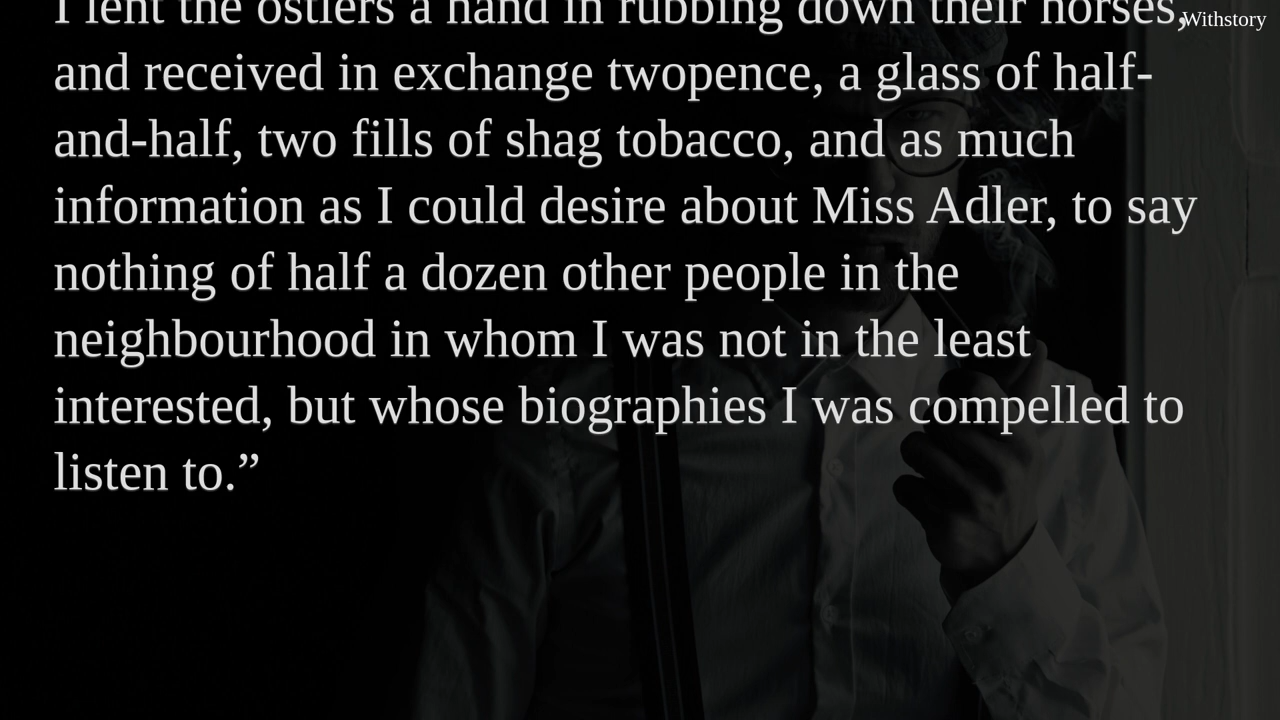 I lent the ostlers a hand in rubbing down their horses,
Withstory
and received in exchange twopence, a glass of half-
and-half, two fills of shag tobacco, and as much
information as I could desire about Miss Adler, to say
nothing of half a dozen other people in the
neighbourhood in whom I was not in the least
interested, but whose biographies I was compelled to
listen to.”